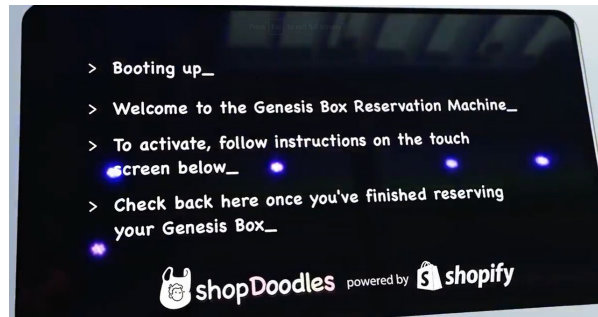 > Booting up_
> Welcome to the Genesis Box Reservation Machine_
> To activate, follow instructions on the touch
screen below_
> Check back here once you've finished reserving
your Genesis Box_
shopDoodles powered by shopify